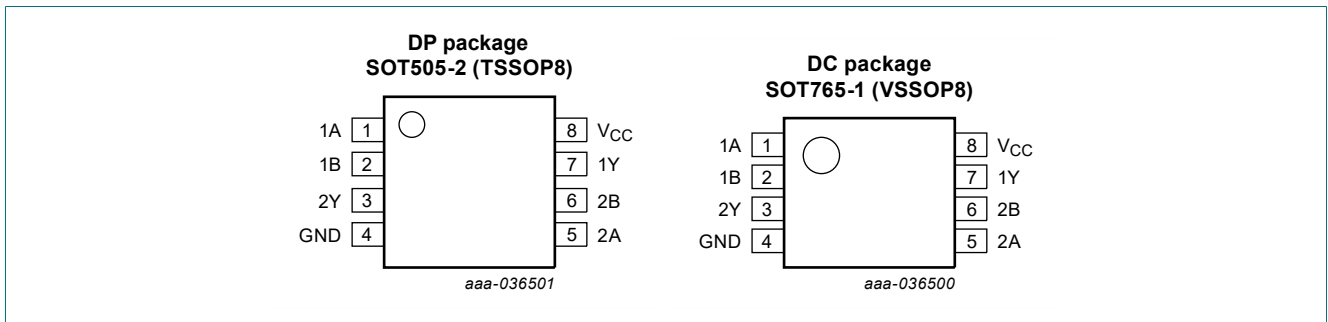 DP package
SOT505-2 (TSSOP8)
1A 1 8 VCC
1B 2 7 1Y
2Y 3 6 2B
GND 4 5 2A
aaa-036501
DC package
SOT765-1 (VSSOP8)
1A 1 8 VCC
1B 2 7 1Y
2Y 3 6 2B
GND 4 5 2A
aaa-036500